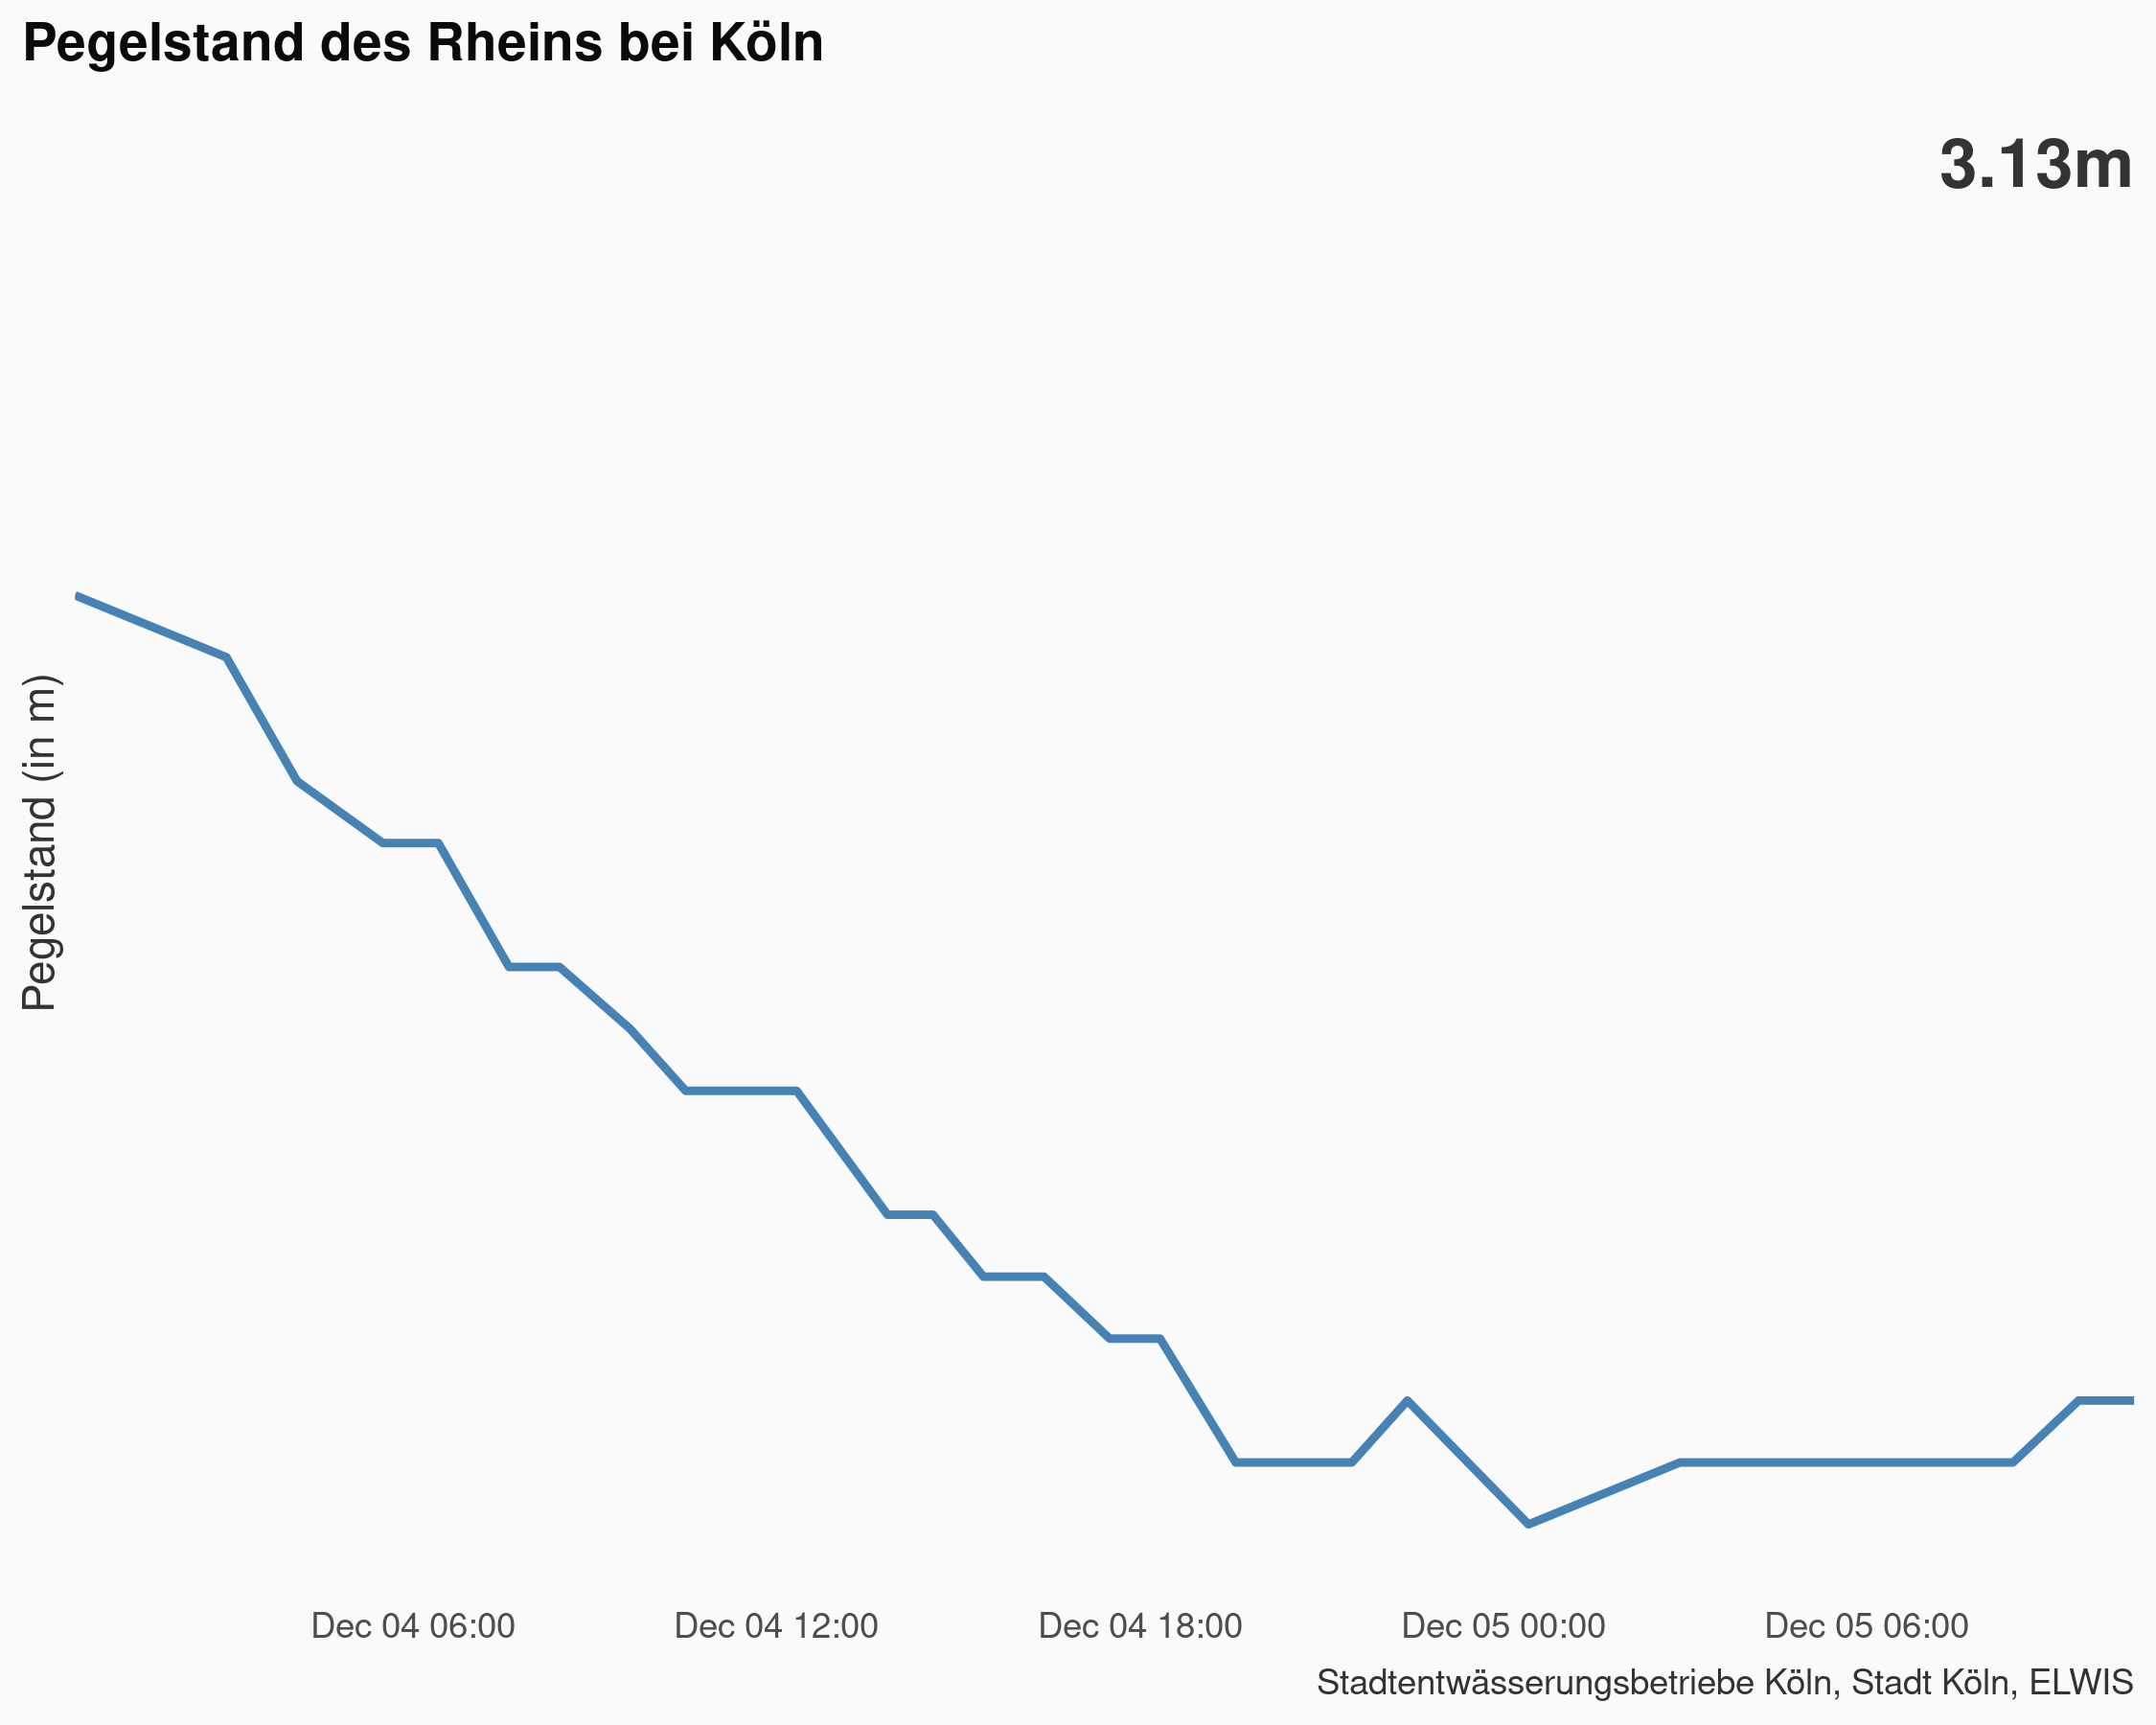 Pegelstand des Rheins bei Köln
3.13m
Pegelstand (in m)
Dec 04 06:00
Dec 04 12:00
Dec 04 18:00
Dec 05 00:00
Dec 05 06:00
Stadtentwässerungsbetriebe Köln, Stadt Köln, ELWIS